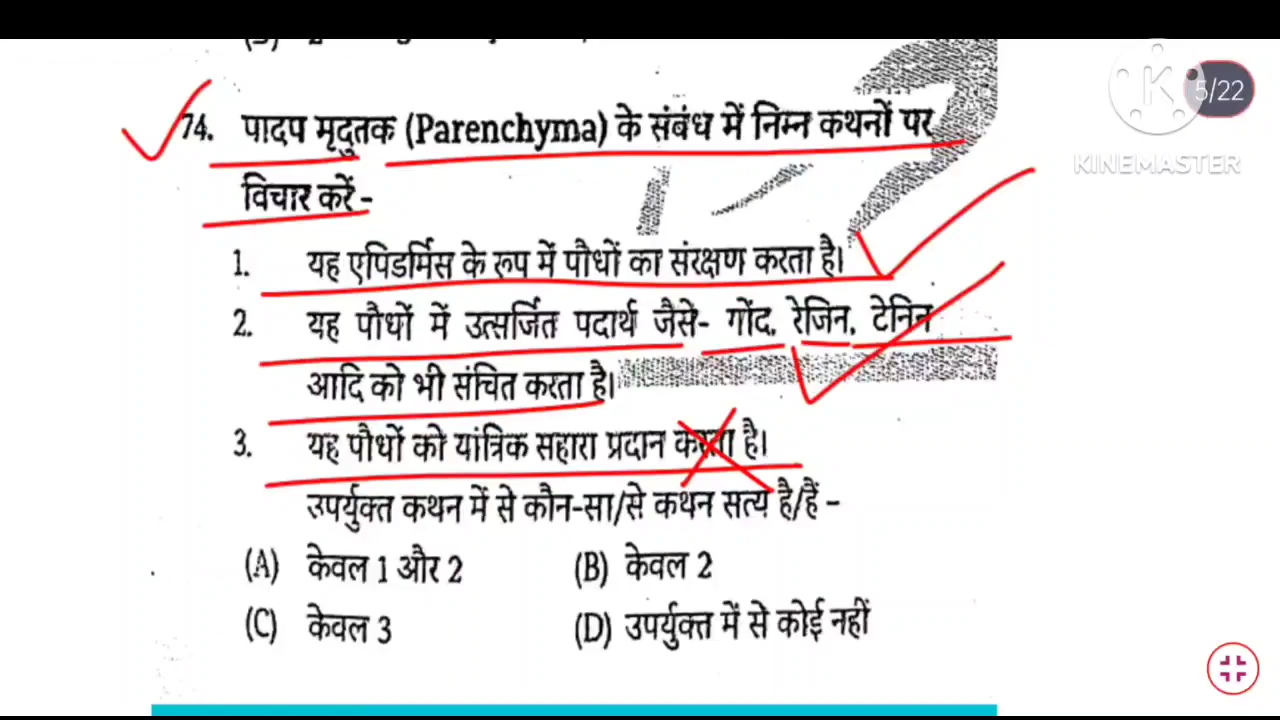 5/22
KINEMASTER
74. पादप मृदुतक (Parenchyma) के संबंध में निम्न कथनों पर
विचार करें-
1. यह एपिडर्मिस के रूप में पौधों का संरक्षण करता है।
2. यह पौधों में उत्सर्जित पदार्थ जैसे- गोंद, रेजिन, टेनिन
आदि को भी संचित करता है।
3. यह पौधों को यांत्रिक सहारा प्रदान करता है।
उपर्युक्त कथन में से कौन-सा/से कथन सत्य है/हैं -
(A) केवल 1 और 2 (B) केवल 2
(C) केवल 3 (D) उपर्युक्त में से कोई नहीं